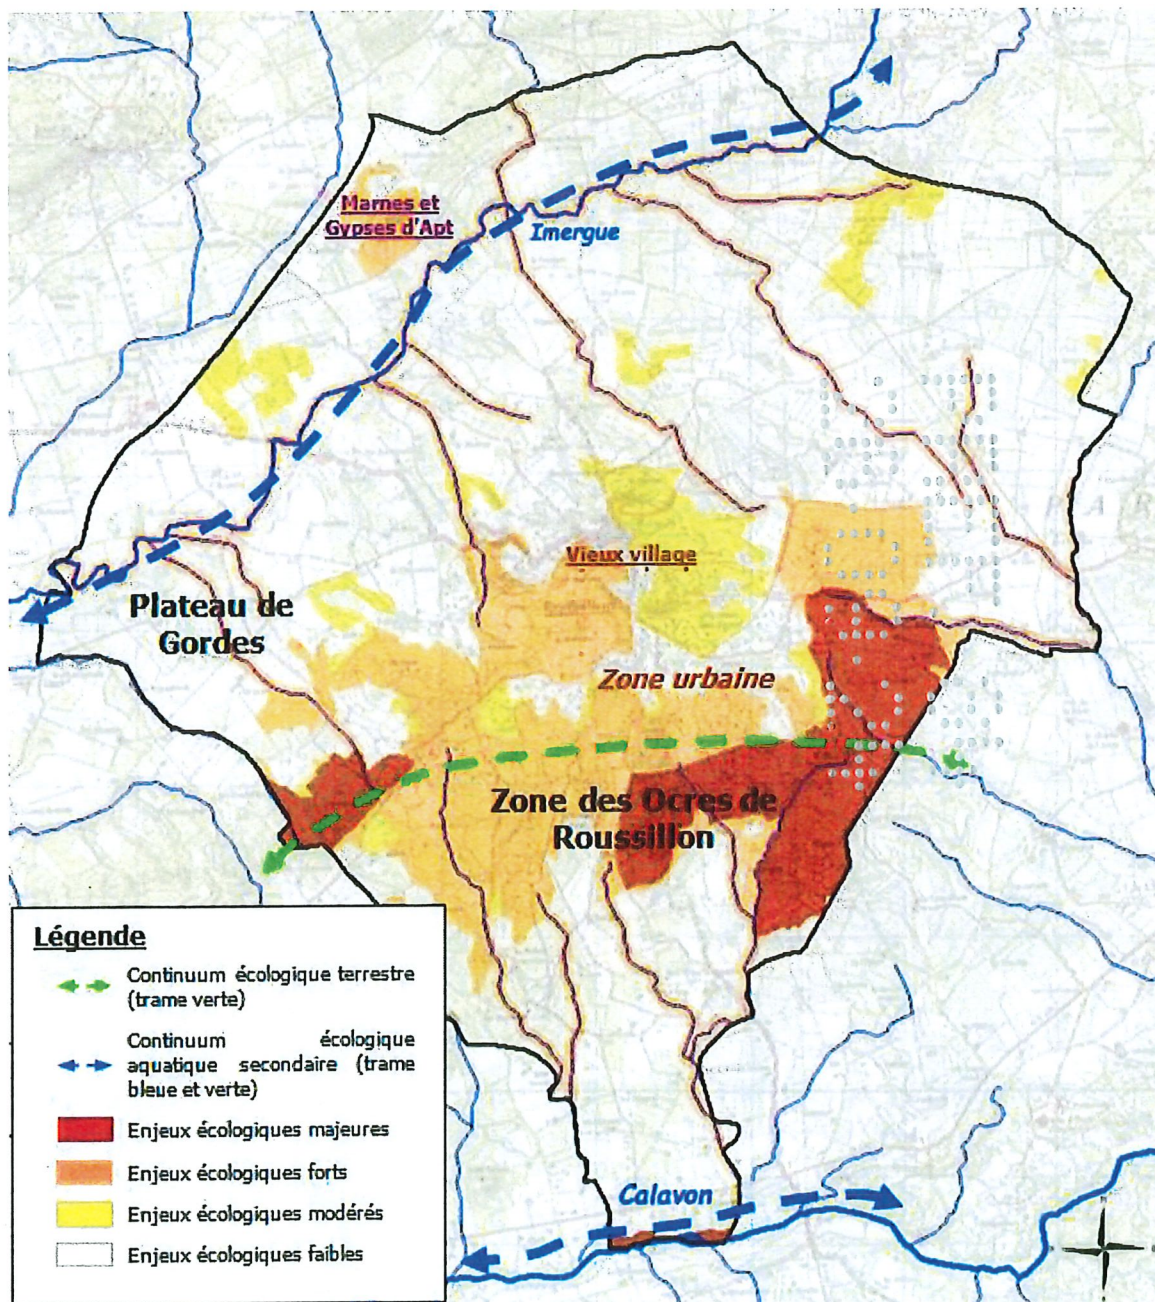 Marnes et
Gypses d'Apt
Imergue
Vieux village
Plateau de
Gordes
Zone urbaine
Zone des Ocres de
Roussillon
Légende
Continuum écologique terrestre
(trame verte)
Continuum écologique
aquatique secondaire (trame
bleue et verte)
Enjeux écologiques majeures
Enjeux écologiques forts
Enjeux écologiques modérés
Enjeux écologiques faibles
Calavon